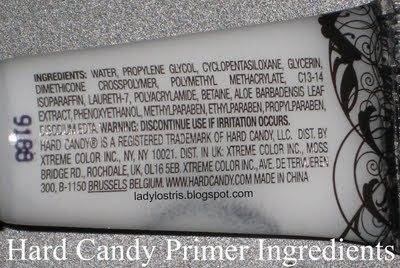 INGREDIENTS: WATER, PROPYLENE GLYCOL, CYCLOPENTASILOXANE, GLYCERIN,
DIMETHICONE CROSSPOLYMER, POLYMETHYL METHACRYLATE, C13-14
ISOPARAFFIN, LAURETH-7, POLYACRYLAMIDE, BETAINE, ALOE BARBADENSIS LEAF
EXTRACT, PHENOXYETHANOL, METHYLPARABEN, ETHYLPARABEN, PROPYLPARABEN,
DISODIUM EDTA. WARNING: DISCONTINUE USE IF IRRITATION OCCURS.
HARD CANDY® IS A REGISTERED TRADEMARK OF HARD CANDY, LLC. DIST. BY
XTREME COLOR INC., NY, NY 10021. DIST. IN UK: XTREME COLOR INC., MOSS
BRIDGE RD., ROCHDALE, UK, OL16 5EB. XTREME COLOR INC., AVE. DE TERVUEREN
300, B-1150 BRUSSELS BELGIUM. WWW.HARDCANDY.COM MADE IN CHINA
ladylostris.blogspot.com
Hard Candy Primer Ingredients